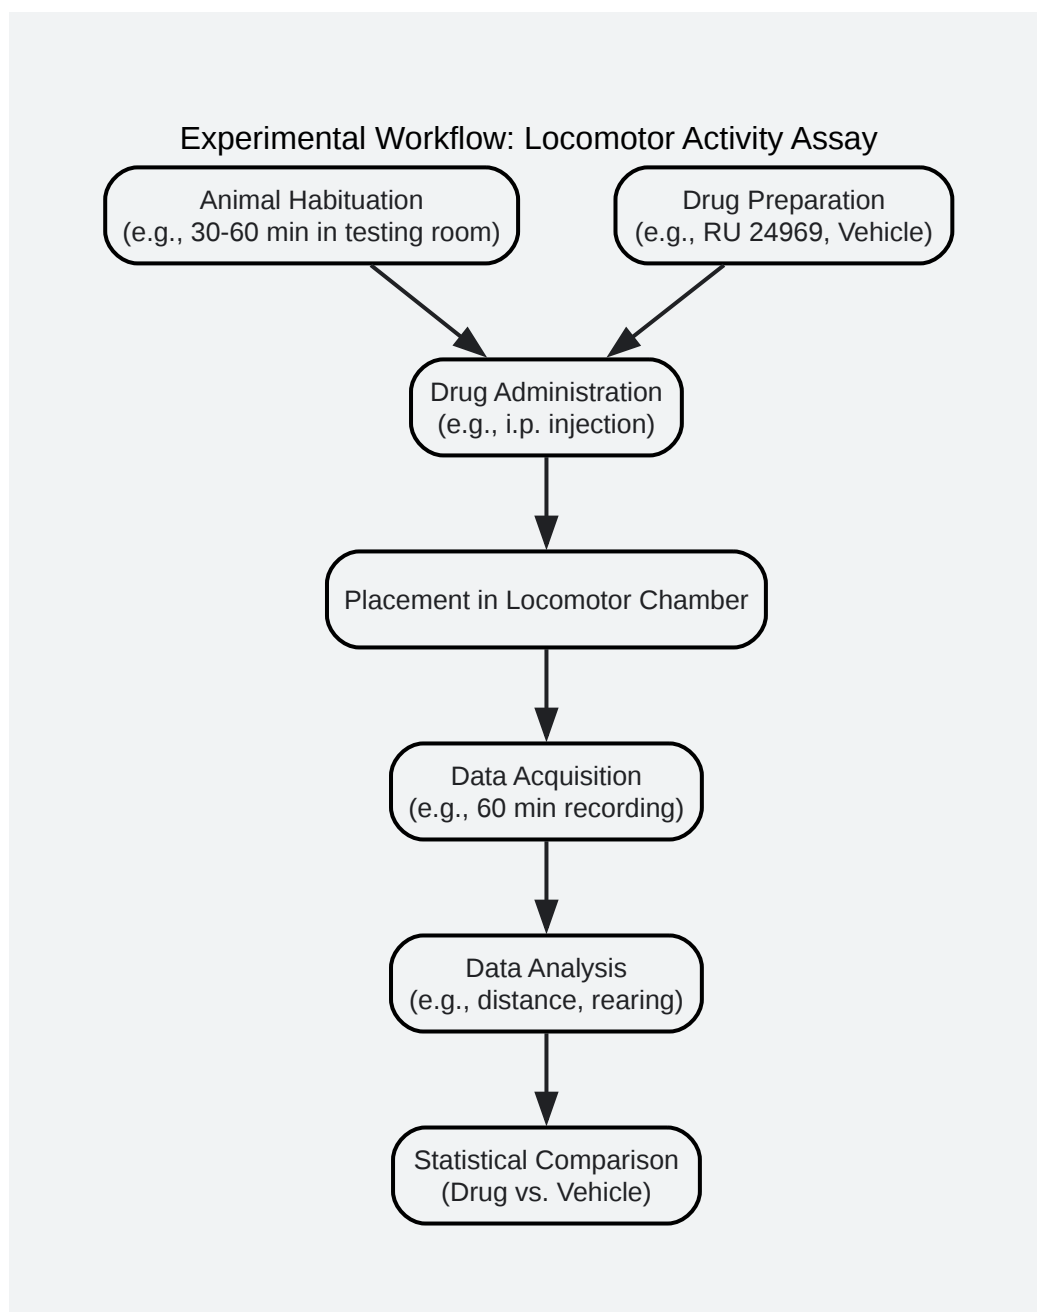 Experimental Workflow: Locomotor Activity Assay
Animal Habituation
(e.g., 30-60 min in testing room)
Drug Preparation
(e.g., RU 24969, Vehicle)
Drug Administration
(e.g., i.p. injection)
Placement in Locomotor Chamber
Data Acquisition
(e.g., 60 min recording)
Data Analysis
(e.g., distance, rearing)
Statistical Comparison
(Drug vs. Vehicle)